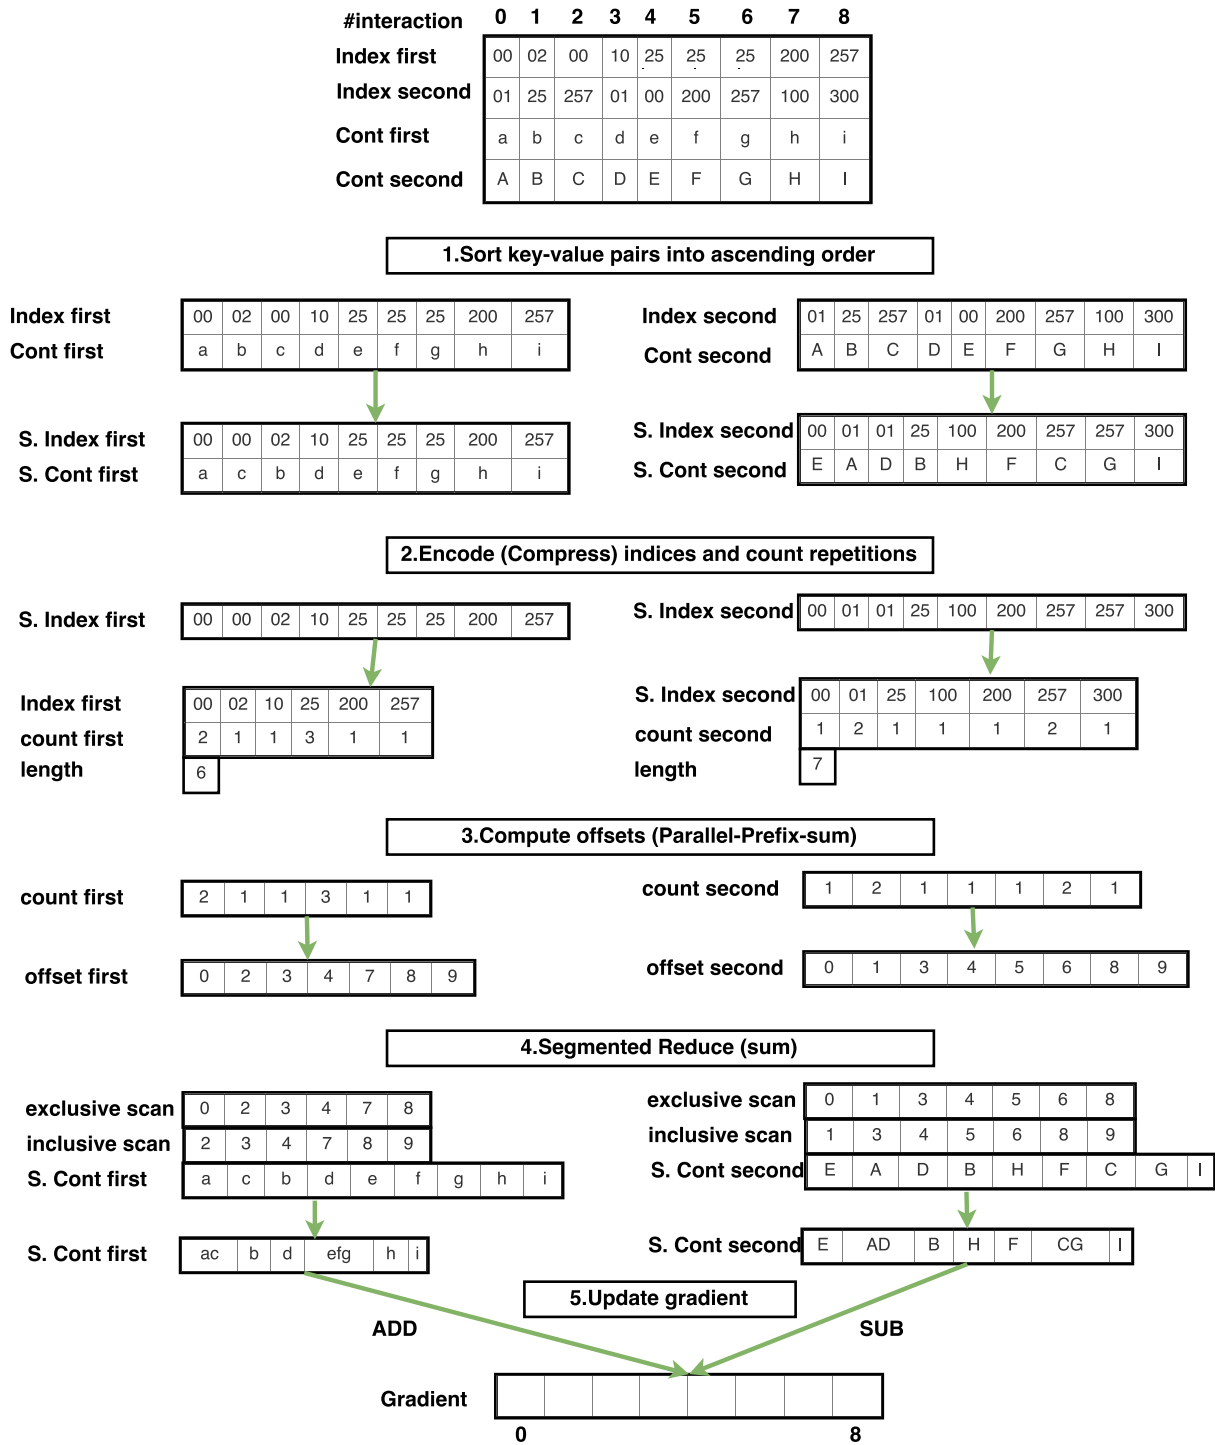 #interaction 0 1 2 3 4 5 6 7 8
Index first 00 02 00 10 25 25 25 200 257
Index second 01 25 257 01 00 200 257 100 300
Cont first a b c d e f g h i
Cont second A B C D E F G H I
1.Sort key-value pairs into ascending order
Index first 00 02 00 10 25 25 25 200 257
Cont first a b c d e f g h i
Index second 01 25 257 01 00 200 257 100 300
Cont second A B C D E F G H I
S. Index first 00 00 02 10 25 25 25 200 257
S. Cont first a c b d e f g h i
S. Index second 00 01 01 25 100 200 257 257 300
S. Cont second E A D B H F C G I
2.Encode (Compress) indices and count repetitions
S. Index first 00 00 02 10 25 25 25 200 257
S. Index second 00 01 01 25 100 200 257 257 300
Index first 00 02 10 25 200 257
count first 2 1 1 3 1 1
length 6
S. Index second 00 01 25 100 200 257 300
count second 1 2 1 1 1 2 1
length 7
3.Compute offsets (Parallel-Prefix-sum)
count first 2 1 1 3 1 1
count second 1 2 1 1 1 2 1
offset first 0 2 3 4 7 8 9
offset second 0 1 3 4 5 6 8 9
4.Segmented Reduce (sum)
exclusive scan 0 2 3 4 7 8
inclusive scan 2 3 4 7 8 9
S. Cont first a c b d e f g h i
exclusive scan 0 1 3 4 5 6 8
inclusive scan 1 3 4 5 6 8 9
S. Cont second E A D B H F C G I
S. Cont first ac b d efg h i
S. Cont second E AD B H F CG I
5.Update gradient
ADD
SUB
Gradient
0 8